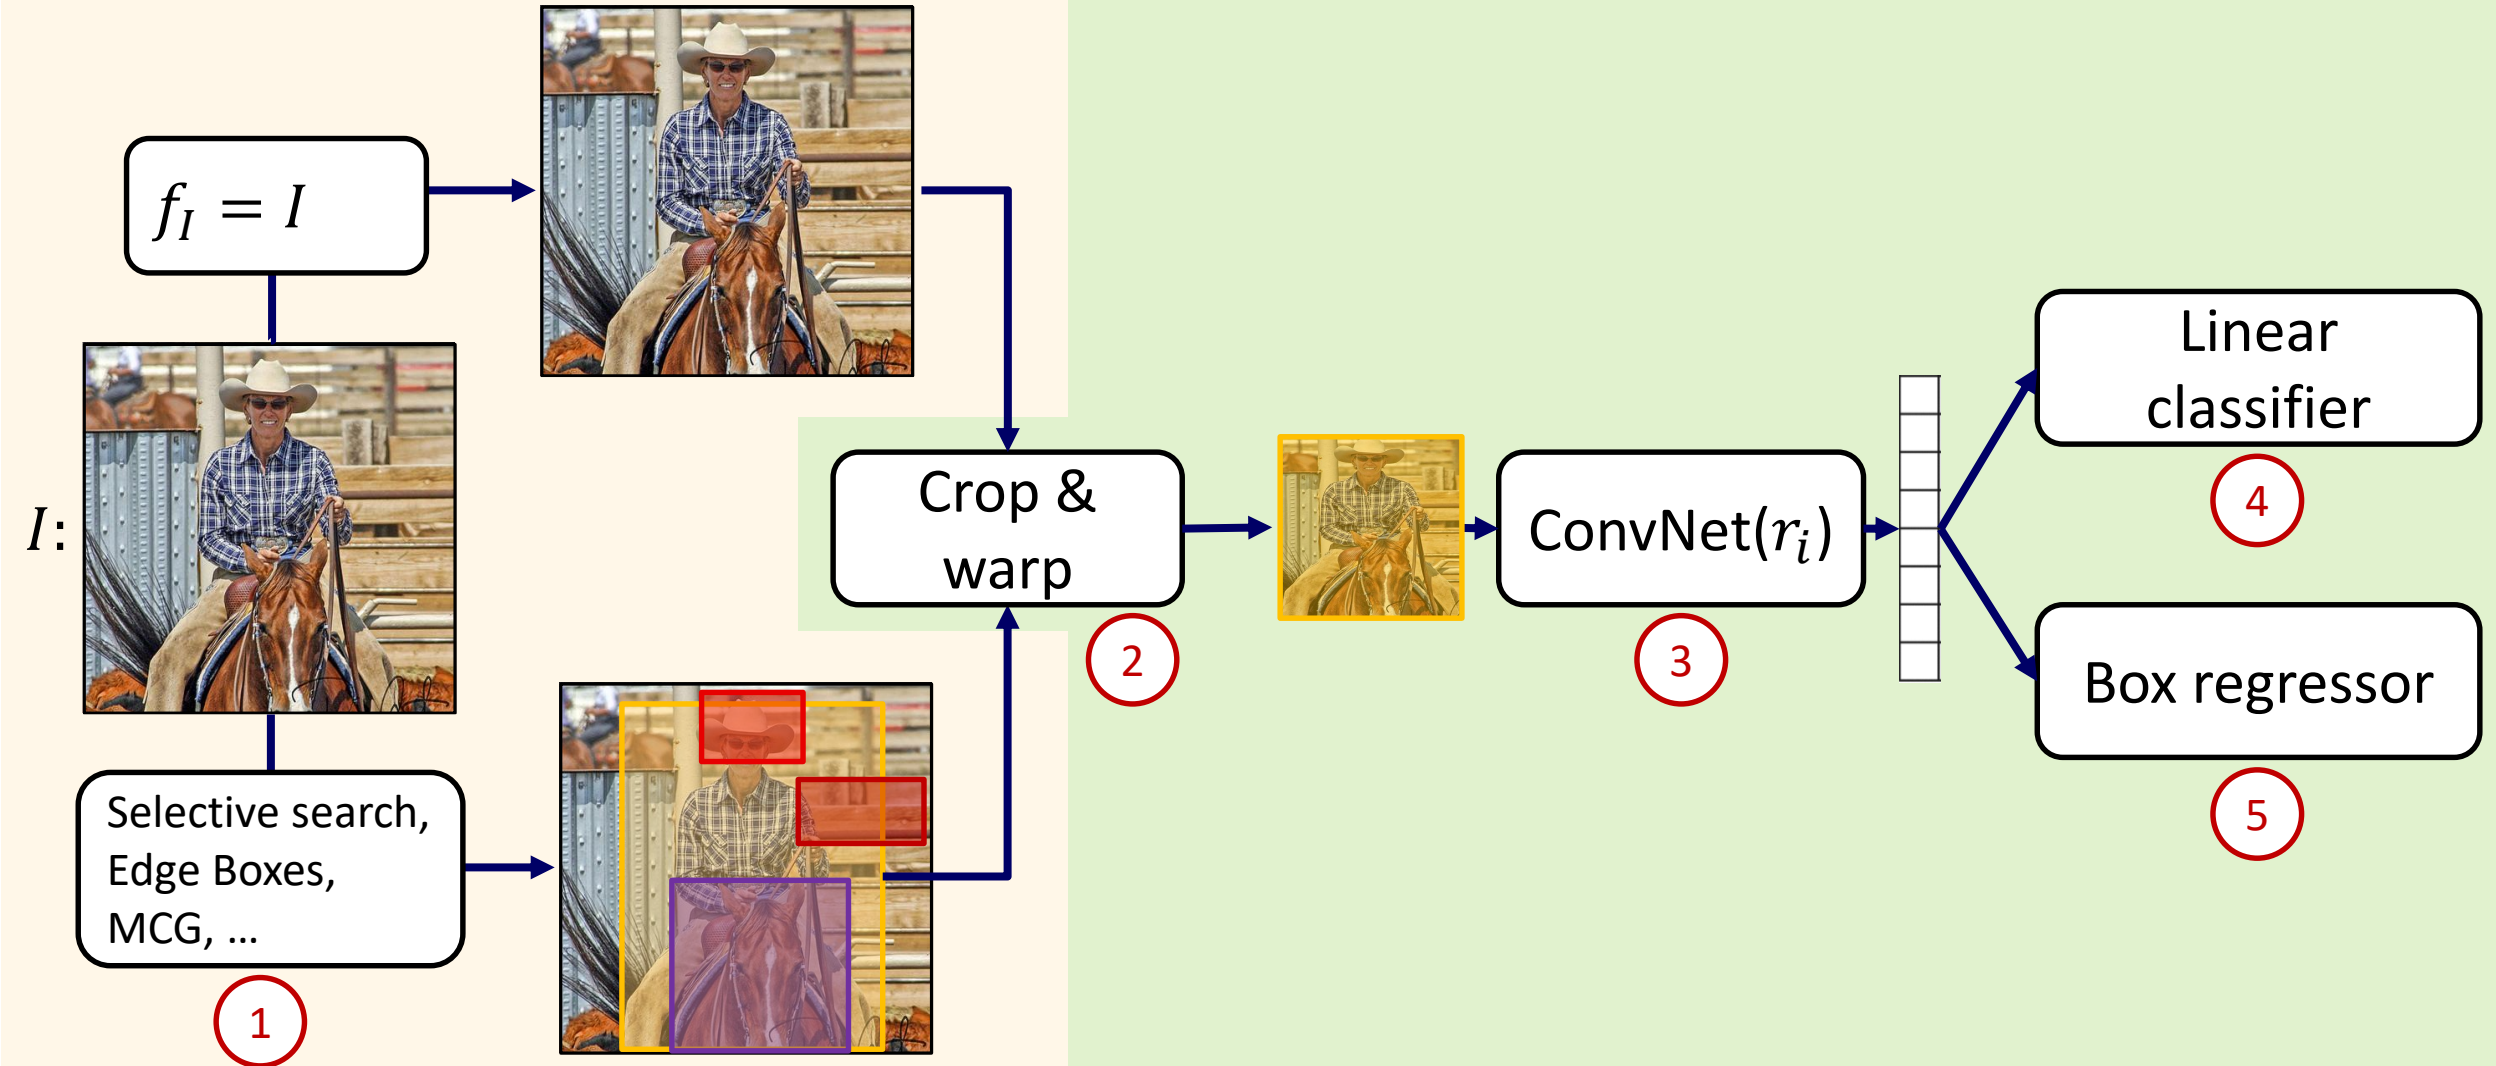 f_I = I
I:
Selective search,
Edge Boxes,
MCG, ...
1
Crop &
warp
2
ConvNet(r_i)
3
Linear
classifier
4
Box regressor
5